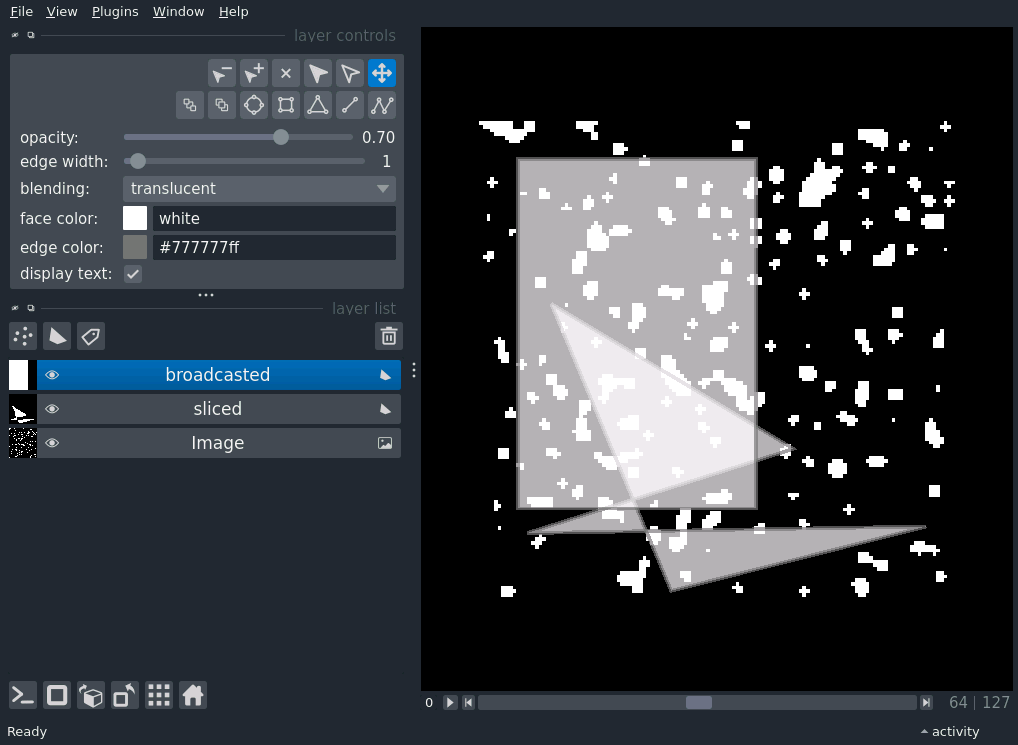 File View Plugins Window Help
layer controls
opacity: 0.70
edge width: 1
blending: translucent
face color: white
edge color: #777777ff
display text:
layer list
broadcasted
sliced
Image
0 64 | 127
Ready activity